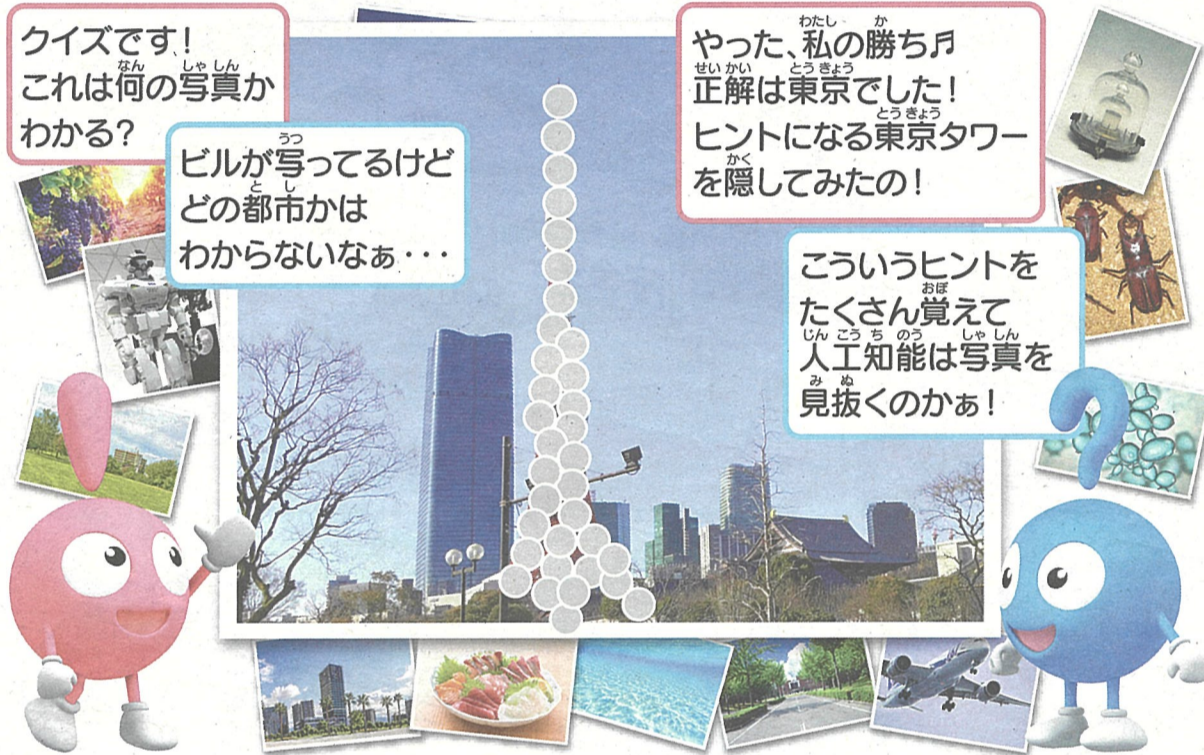 クイズです！
これは何の写真か
わかる？
ビルが写ってるけど
どの都市かは
わからないなぁ・・・
やった、私の勝ち♬
正解は東京でした！
ヒントになる東京タワー
を隠してみたの！
こういうヒントを
たくさん覚えて
人工知能は写真を
見抜くのかぁ！